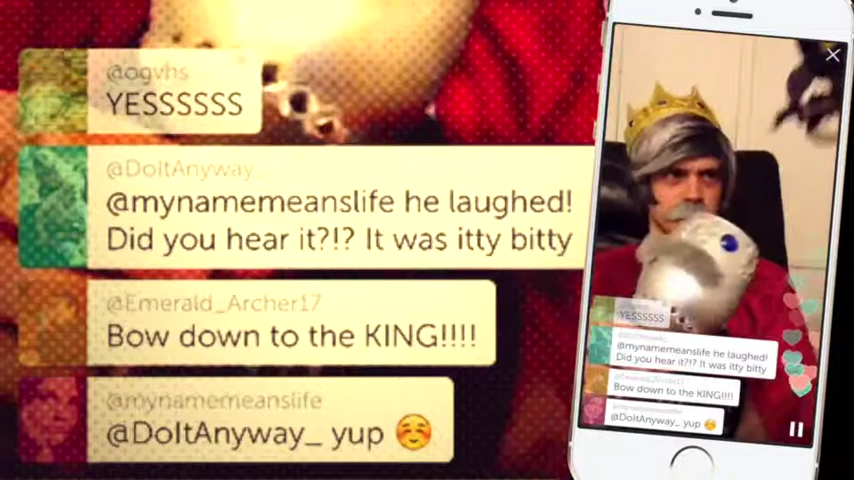 @ogvhs
YESSSSSS
@DoItAnyway_
@mynamemeanslife he laughed!
Did you hear it?!? It was itty bitty
@Emerald_Archer17
Bow down to the KING!!!!
@mynamemeanslife
@DoItAnyway_ yup ☺️
YESSSSSS
@mynamemeanslife he laughed!
Did you hear it?!? It was itty bitty
@Emerald_Archer17
Bow down to the KING!!!!
@mynamemeanslife
@DoItAnyway_ yup ☺️